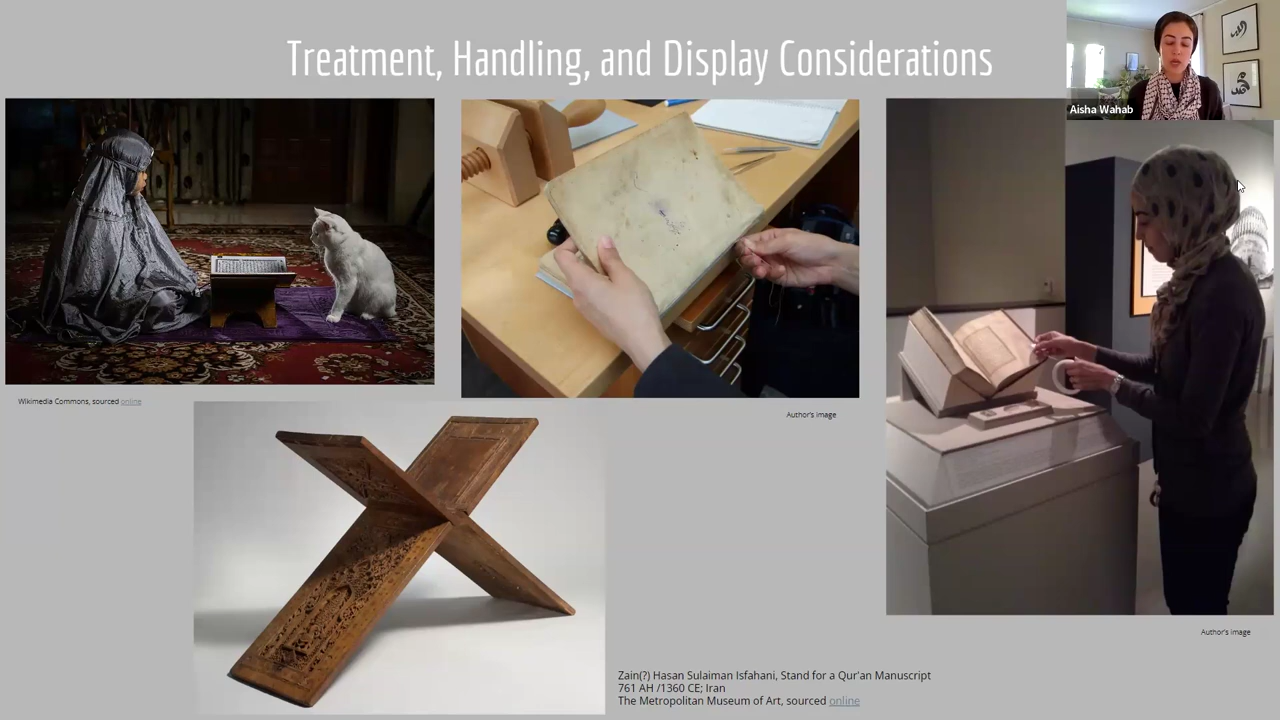 Treatment, Handling, and Display Considerations
Aisha Wahab
Wikimedia Commons, sourced online
Author's image
Author's image
Zain(?) Hasan Sulaiman Isfahani, Stand for a Qur'an Manuscript
761 AH /1360 CE; Iran
The Metropolitan Museum of Art, sourced online